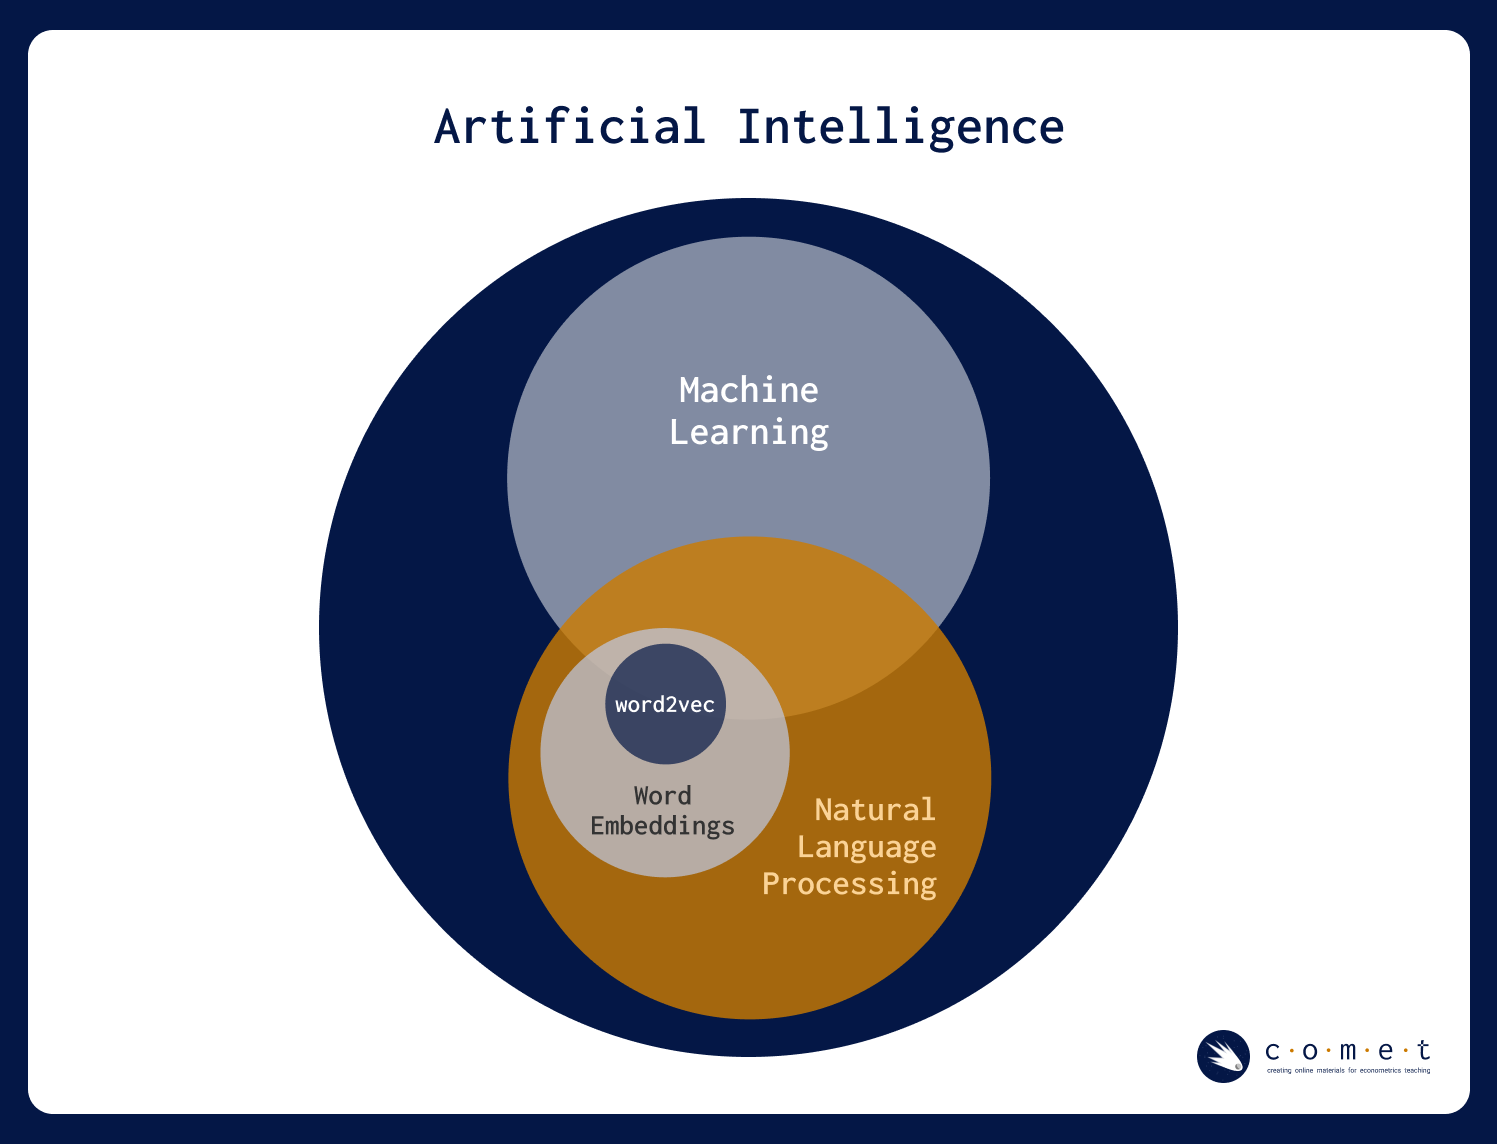 Artificial Intelligence
Machine
Learning
word2vec
Word
Embeddings
Natural
Language
Processing
c·o·m·e·t
creating online materials for econometrics teaching